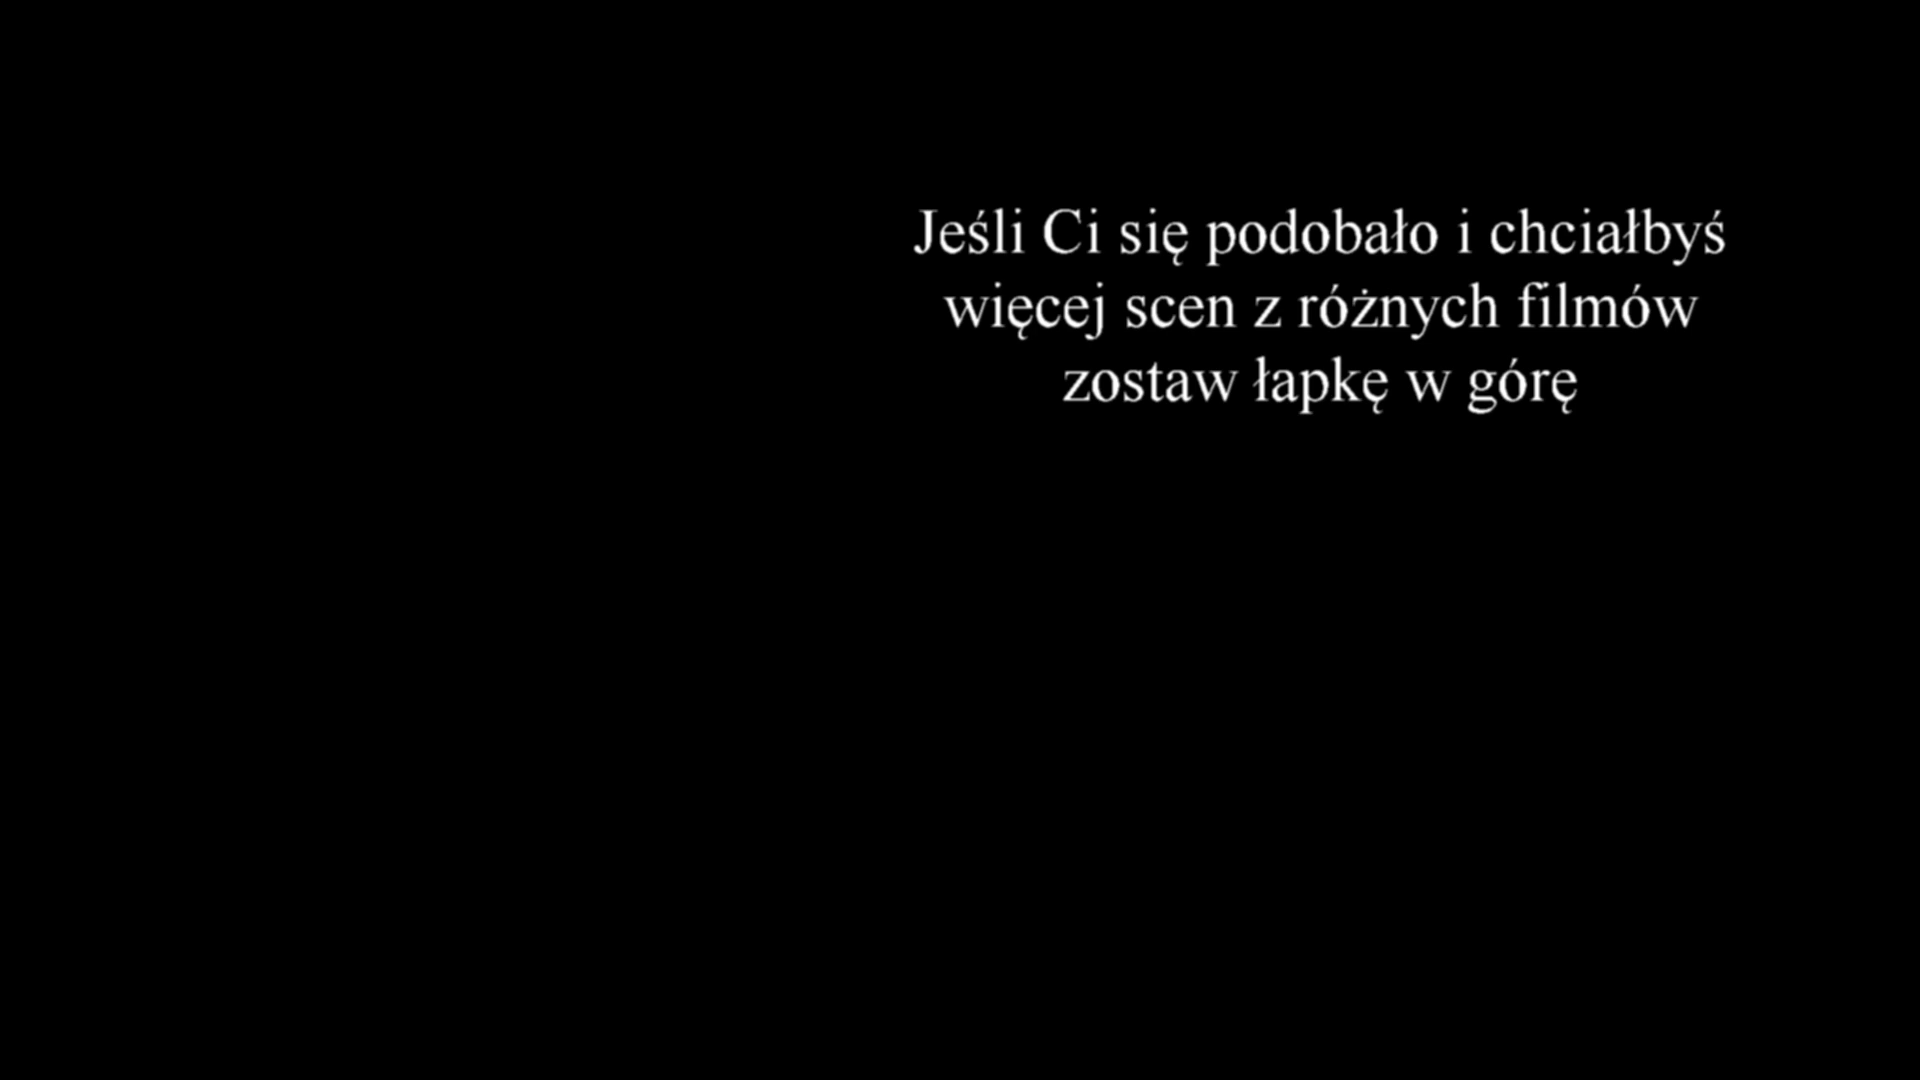 Jeśli Ci się podobało i chciałbyś
więcej scen z różnych filmów
zostaw łapkę w górę